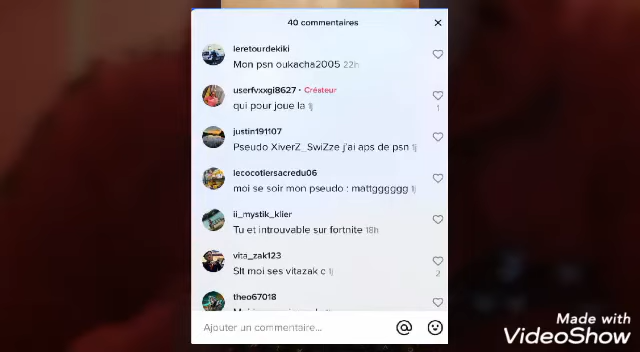 40 commentaires
leretourdekiki
Mon psn oukacha2005 22h
userfvxxgi8627 · Créateur
qui pour joue la 1j
1
justin191107
Pseudo XiverZ_SwiZze j'ai aps de psn 1j
lecocotiersacredu06
moi se soir mon pseudo : mattgggggg 1j
ii_mystik_klier
Tu et introuvable sur fortnite 18h
vita_zak123
Slt moi ses vitazak c 1j
2
theo67018
Ajouter un commentaire...
Made with
VideoShow